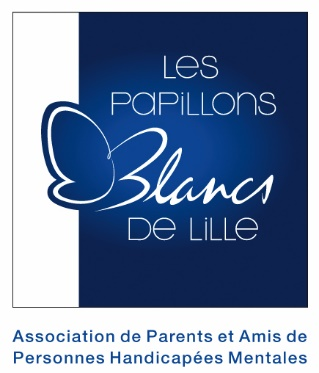 LES
PAPILLONS
Blancs
DE LILLE
Association de Parents et Amis de
Personnes Handicapées Mentales